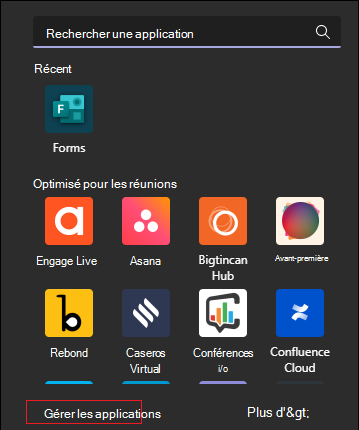 Rechercher une application
Récent
F
Forms
Optimisé pour les réunions
Engage Live
Asana
Bigtincan
Hub
Avant-première
Rebond
Caseros
Virtual
Conférences
i/o
Confluence
Cloud
Gérer les applications
Plus d'&gt;